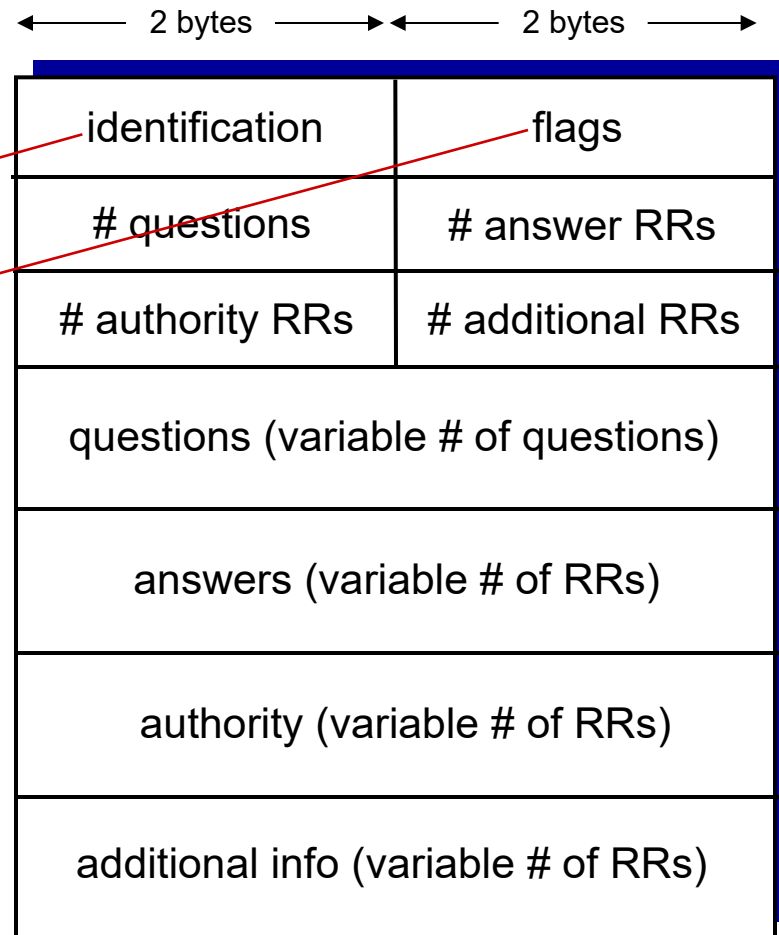 2 bytes 2 bytes
identification flags
# questions # answer RRs
# authority RRs # additional RRs
questions (variable # of questions)
answers (variable # of RRs)
authority (variable # of RRs)
additional info (variable # of RRs)